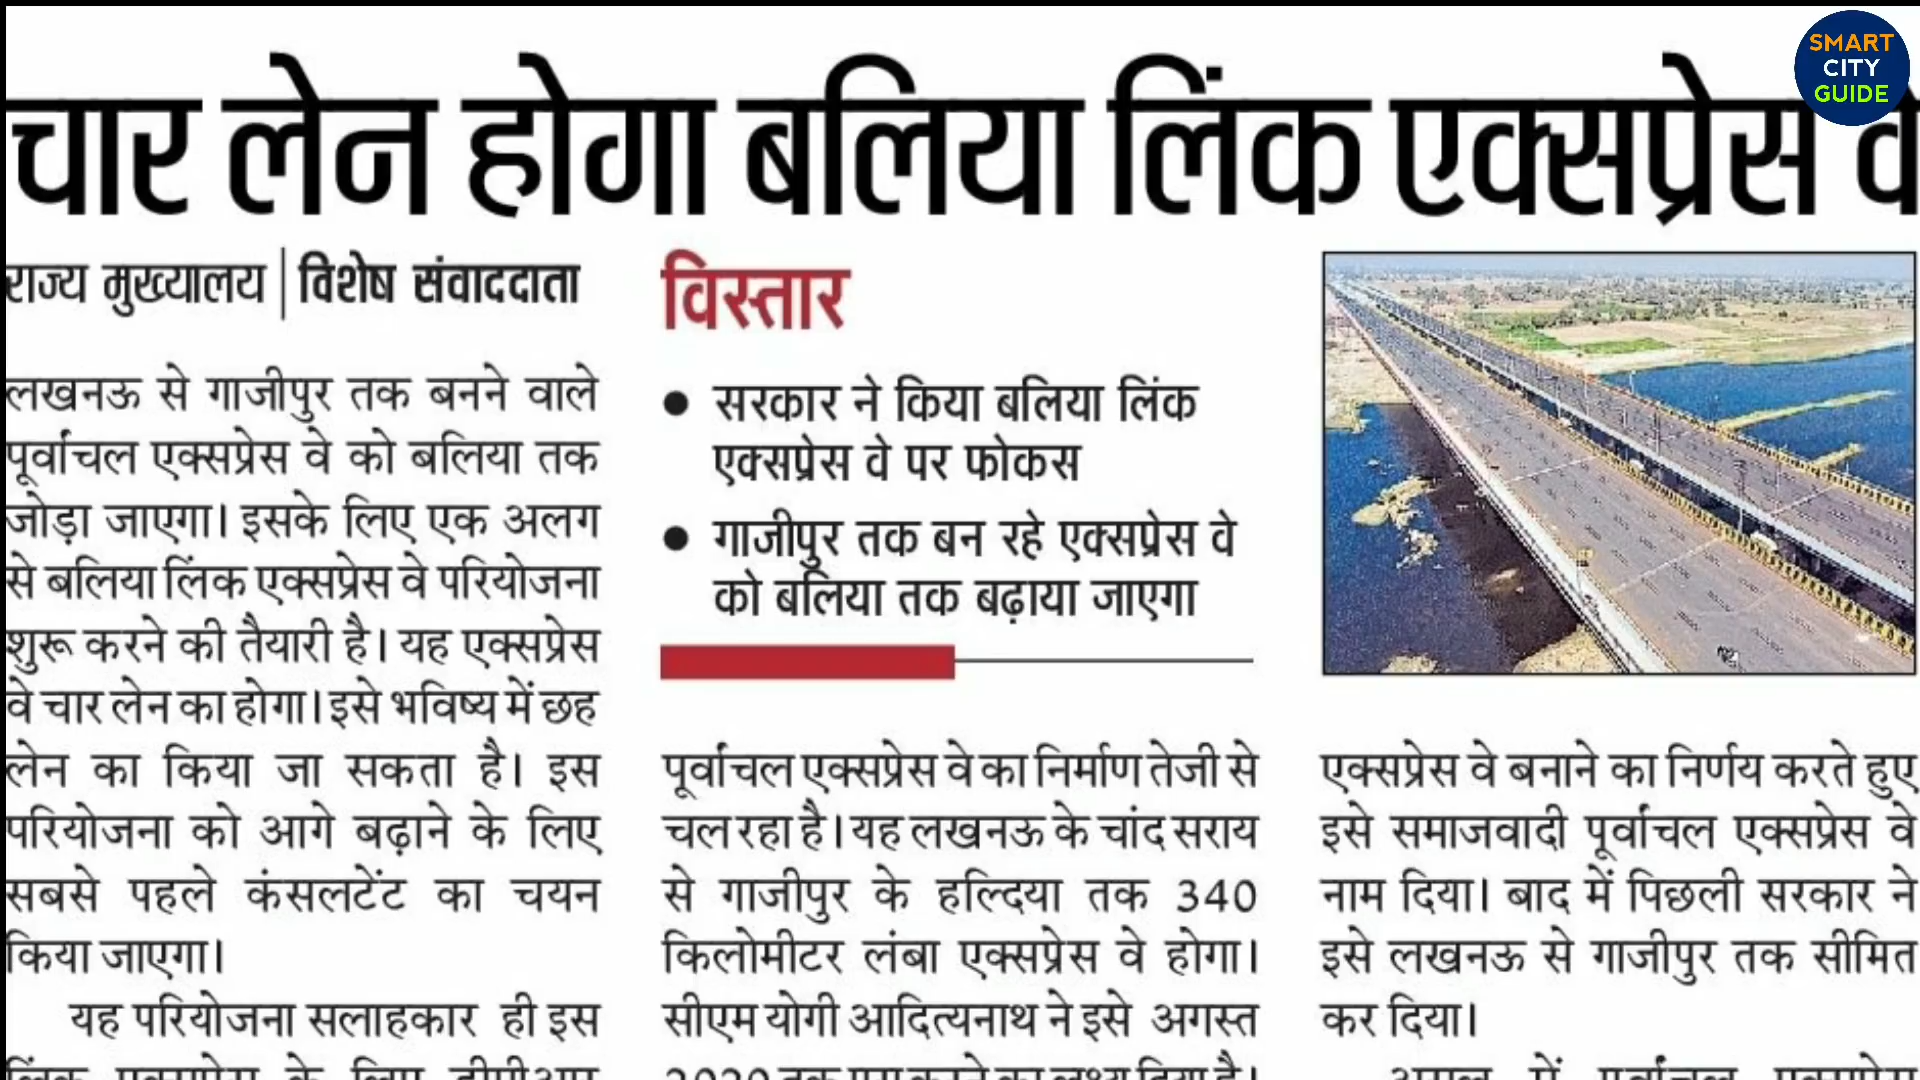 चार लेन होगा बलिया लिंक एक्सप्रेस वे
SMART
CITY
GUIDE
राज्य मुख्यालय | विशेष संवाददाता
लखनऊ से गाजीपुर तक बनने वाले
पूर्वांचल एक्सप्रेस वे को बलिया तक
जोड़ा जाएगा। इसके लिए एक अलग
से बलिया लिंक एक्सप्रेस वे परियोजना
शुरू करने की तैयारी है। यह एक्सप्रेस
वे चार लेन का होगा। इसे भविष्य में छह
लेन का किया जा सकता है। इस
परियोजना को आगे बढ़ाने के लिए
सबसे पहले कंसलटेंट का चयन
किया जाएगा।
यह परियोजना सलाहकार ही इस
विस्तार
● सरकार ने किया बलिया लिंक
एक्सप्रेस वे पर फोकस
● गाजीपुर तक बन रहे एक्सप्रेस वे
को बलिया तक बढ़ाया जाएगा
पूर्वांचल एक्सप्रेस वे का निर्माण तेजी से
चल रहा है। यह लखनऊ के चांद सराय
से गाजीपुर के हल्दिया तक 340
किलोमीटर लंबा एक्सप्रेस वे होगा।
सीएम योगी आदित्यनाथ ने इसे अगस्त
एक्सप्रेस वे बनाने का निर्णय करते हुए
इसे समाजवादी पूर्वांचल एक्सप्रेस वे
नाम दिया। बाद में पिछली सरकार ने
इसे लखनऊ से गाजीपुर तक सीमित
कर दिया।